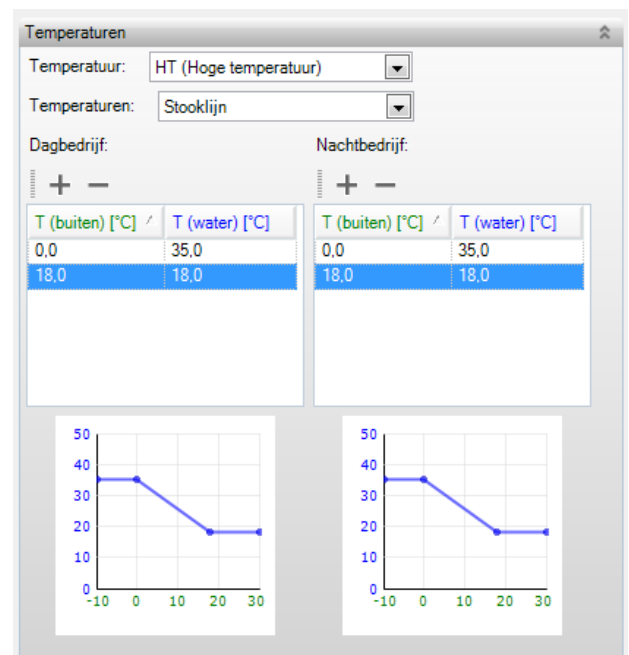 Temperaturen
Temperatuur: HT (Hoge temperatuur)
Temperaturen: Stooklijn
Dagbedrijf: Nachtbedrijf:
T (buiten) [°C] T (water) [°C] T (buiten) [°C] T (water) [°C]
0,0 35,0 0,0 35,0
18,0 18,0 18,0 18,0
50 50
40 40
30 30
20 20
10 10
0 0
-10 0 10 20 30 -10 0 10 20 30